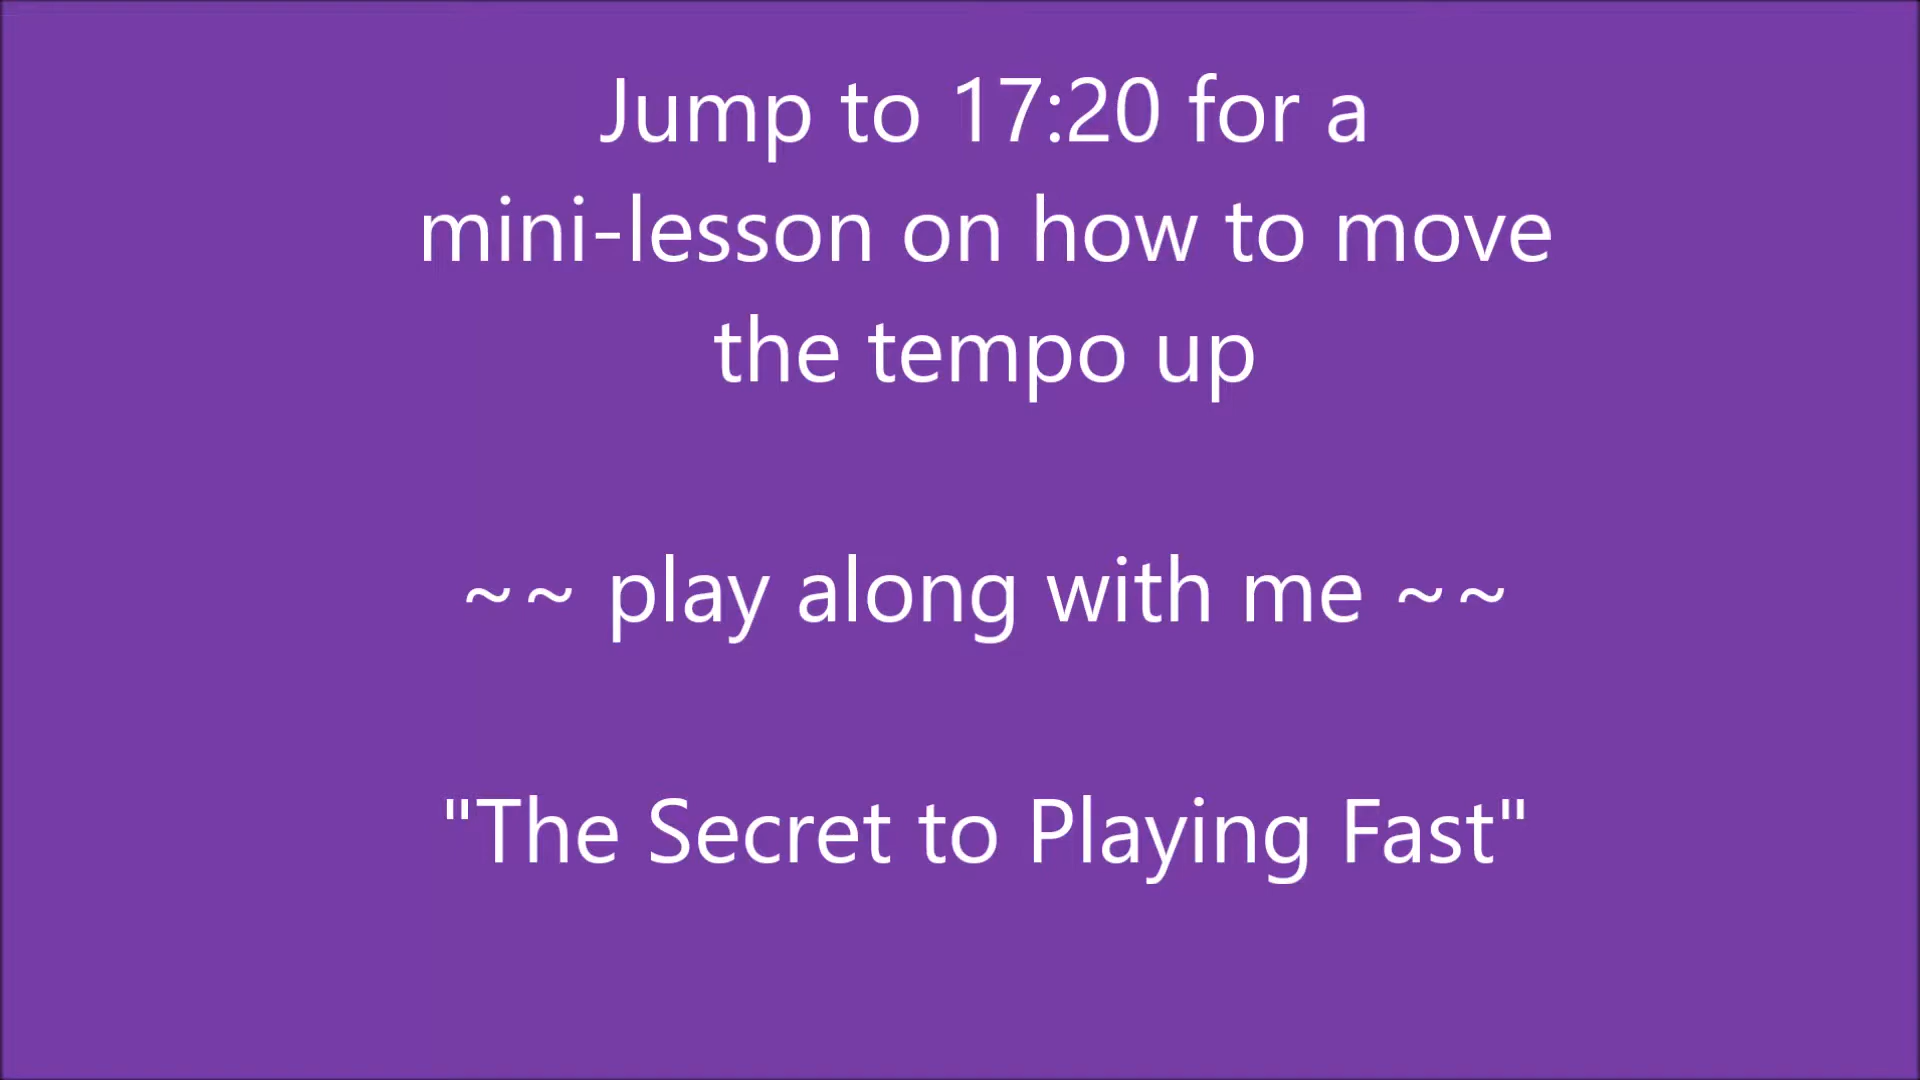 Jump to 17:20 for a
mini-lesson on how to move
the tempo up
~~ play along with me ~~
"The Secret to Playing Fast"